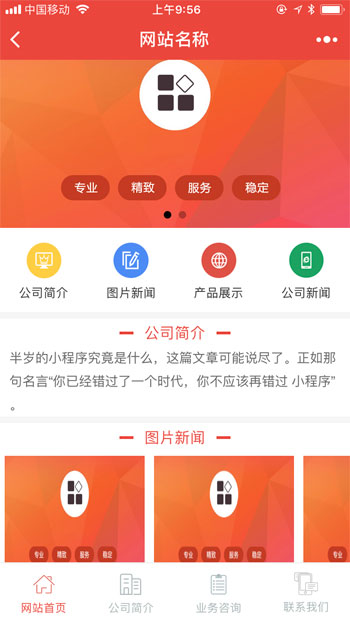 中国移动 上午9:56
网站名称
专业 精致 服务 稳定
公司简介 图片新闻 产品展示 公司新闻
公司简介
半岁的小程序究竟是什么，这篇文章可能说尽了。正如那
句名言“你已经错过了一个时代，你不应该再错过 小程序”
。
图片新闻
专业 精致 服务 稳定 专业 精致 服务 稳定 专业
网站首页 公司简介 业务咨询 联系我们